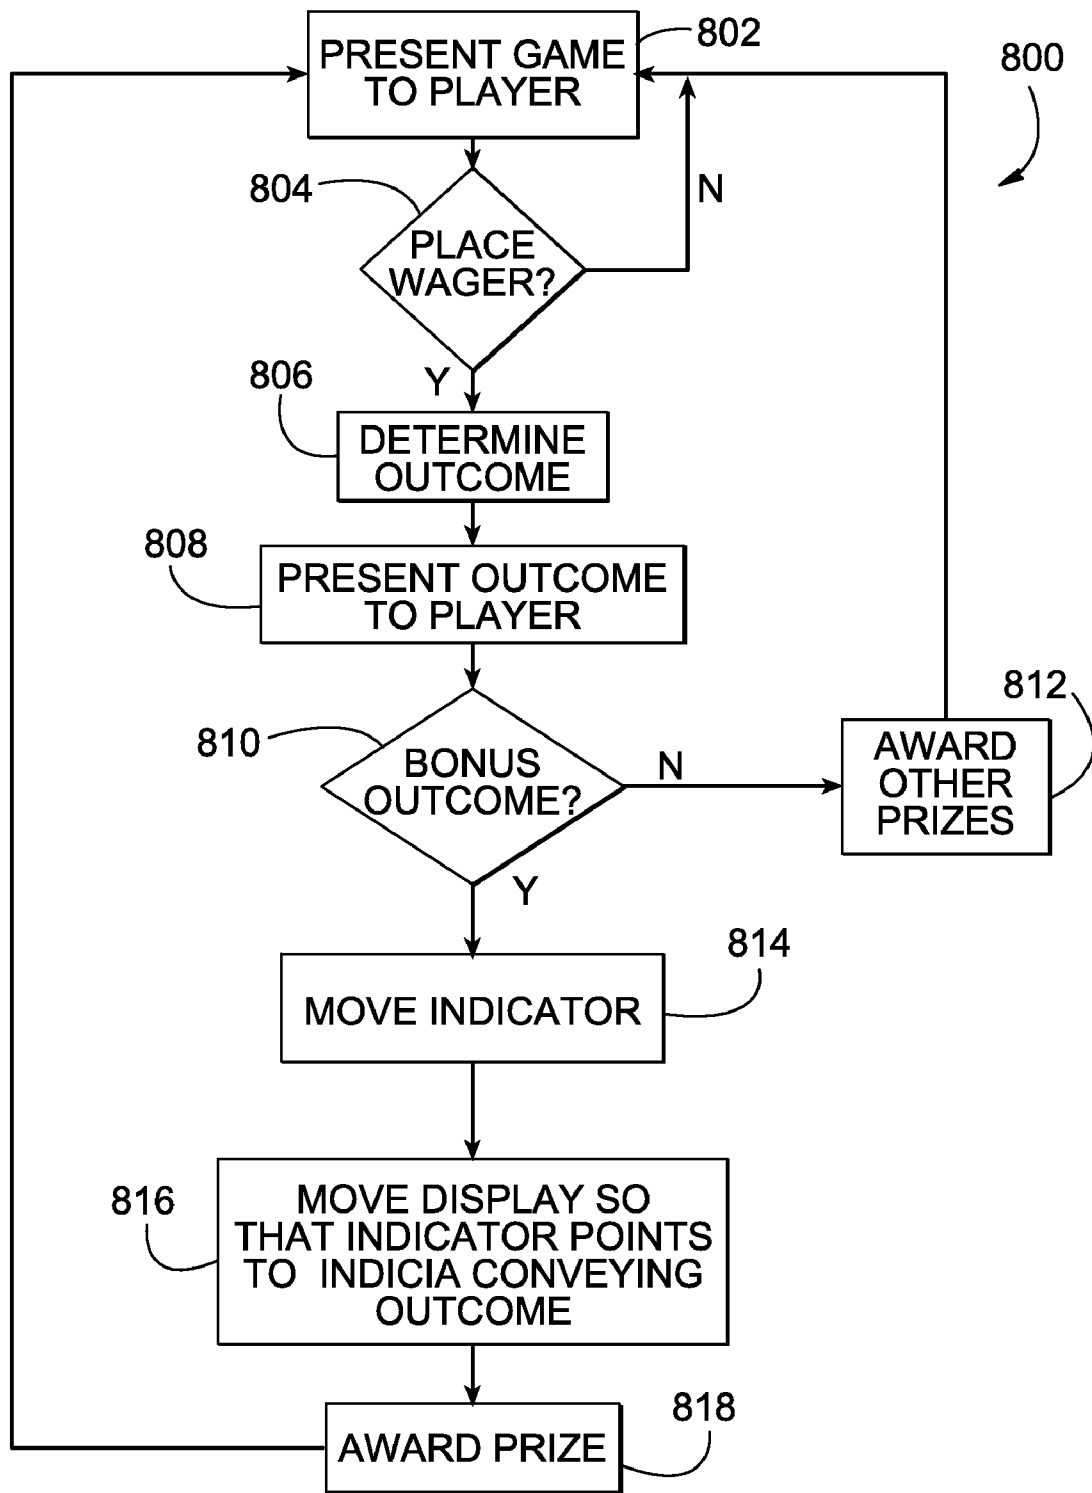 PRESENT GAME
TO PLAYER
802
800
804
PLACE
WAGER?
N
Y
806
DETERMINE
OUTCOME
808
PRESENT OUTCOME
TO PLAYER
810
BONUS
OUTCOME?
N
812
AWARD
OTHER
PRIZES
Y
814
MOVE INDICATOR
816
MOVE DISPLAY SO
THAT INDICATOR POINTS
TO INDICIA CONVEYING
OUTCOME
818
AWARD PRIZE